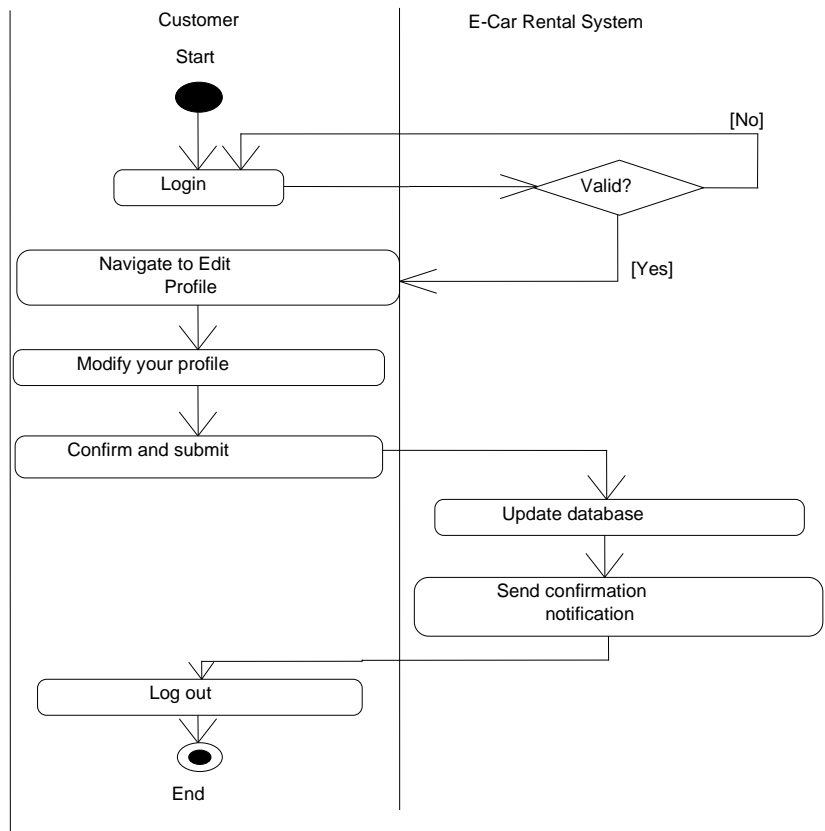 Customer
E-Car Rental System
Start
[No]
Login
Valid?
Navigate to Edit
Profile
[Yes]
Modify your profile
Confirm and submit
Update database
Send confirmation
notification
Log out
End